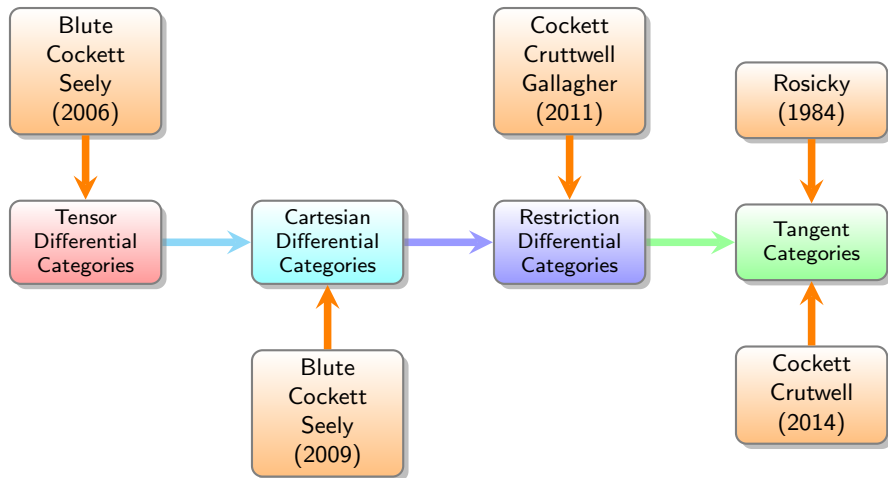 Blute
Cockett
Seely
(2006)
Cockett
Cruttwell
Gallagher
(2011)
Rosicky
(1984)
Tensor
Differential
Categories
Cartesian
Differential
Categories
Restriction
Differential
Categories
Tangent
Categories
Blute
Cockett
Seely
(2009)
Cockett
Crutwell
(2014)